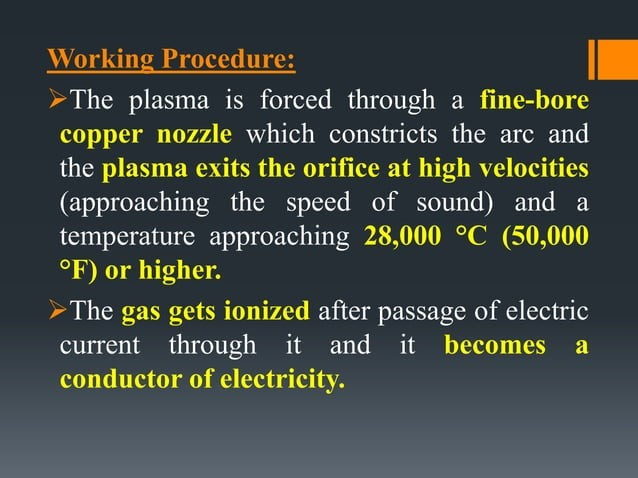 Working Procedure:
➢The plasma is forced through a fine-bore
copper nozzle which constricts the arc and
the plasma exits the orifice at high velocities
(approaching the speed of sound) and a
temperature approaching 28,000 °C (50,000
°F) or higher.
➢The gas gets ionized after passage of electric
current through it and it becomes a
conductor of electricity.